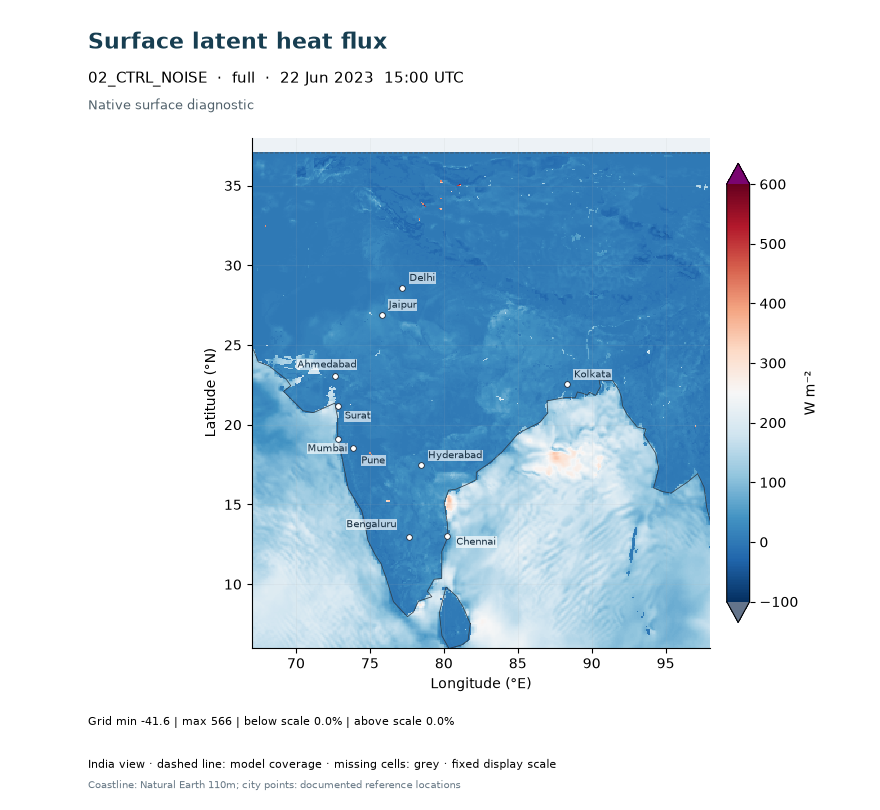 Surface latent heat flux
02_CTRL_NOISE · full · 22 Jun 2023 15:00 UTC
Native surface diagnostic
35
30
25
20
15
10
Latitude (°N)
Delhi
Jaipur
Ahmedabad
Kolkata
Surat
Mumbai
Pune
Hyderabad
Bengaluru
Chennai
70
75
80
85
90
95
Longitude (°E)
600
500
400
300
200
100
0
−100
W m⁻²
Grid min -41.6 | max 566 | below scale 0.0% | above scale 0.0%
India view · dashed line: model coverage · missing cells: grey · fixed display scale
Coastline: Natural Earth 110m; city points: documented reference locations